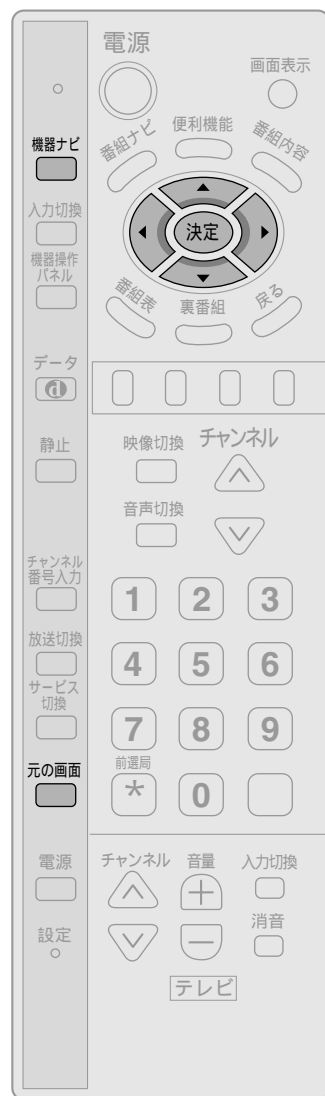 電源
画面表示
機器ナビ
番組ナビ
便利機能
番組内容
入力切換
決定
機器操作
パネル
番組表
裏番組
戻る
データ
d
静止
映像切換
チャンネル
音声切換
チャンネル
番号入力
1 2 3
放送切換
4 5 6
サービス
切換
7 8 9
元の画面
前選局
* 0
電源
チャンネル
音量
入力切換
+
設定
消音
−
テレビ